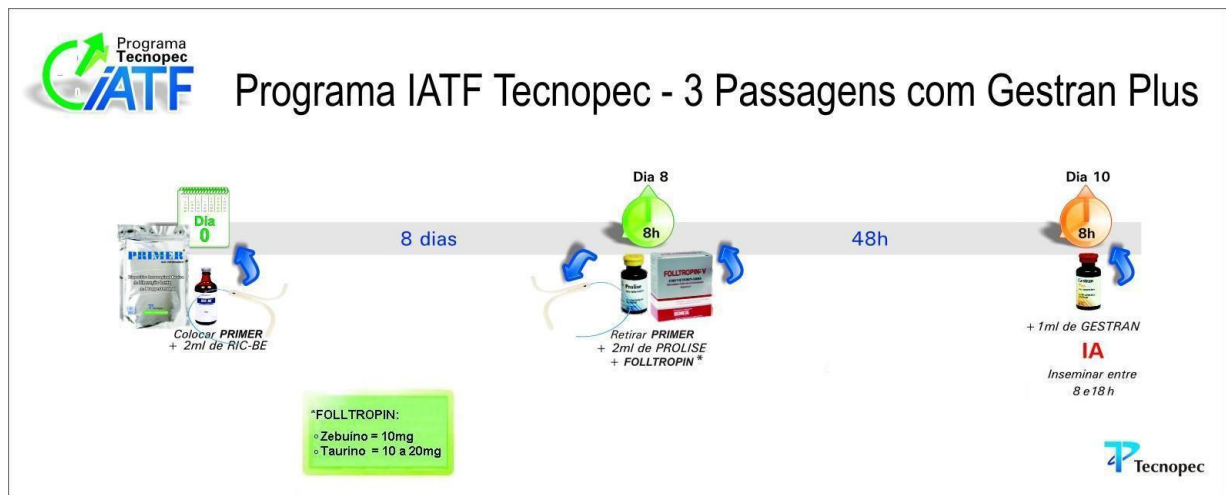 Programa
Tecnopec
IATF
Programa IATF Tecnopec - 3 Passagens com Gestran Plus
Dia
0
8 dias
Dia 8
8h
48h
Dia 10
8h
PRIMER
FOLLTROPIN-V
Prolise
Gestran
Colocar PRIMER
+ 2ml de RIC-BE
Retirar PRIMER
+ 2ml de PROLISE
+ FOLLTROPIN *
+ 1ml de GESTRAN
IA
Inseminar entre
8 e 18 h
*FOLLTROPIN:
Zebuíno = 10mg
Taurino = 10 a 20mg
Tecnopec